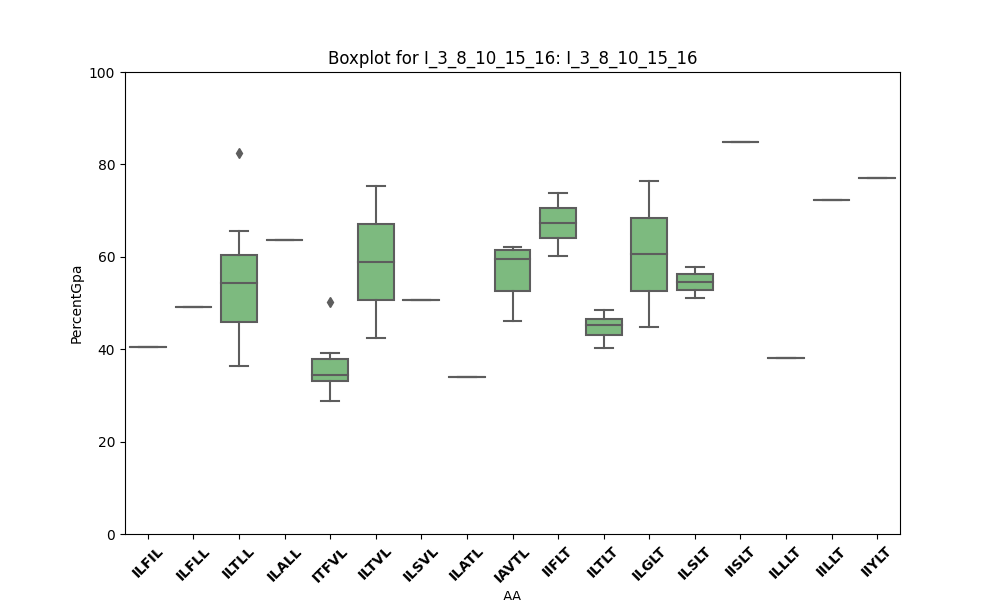 Boxplot for I_3_8_10_15_16: I_3_8_10_15_16
100
80
60
40
20
0
PercentGpa
ILFIL
ILFLL
ILTLL
ILALL
ITFVL
ILTVL
ILSVL
ILATL
IAVTL
IIFLT
ILTLT
ILGLT
ILSLT
IISLT
ILLLT
IILLT
IIYLT
AA